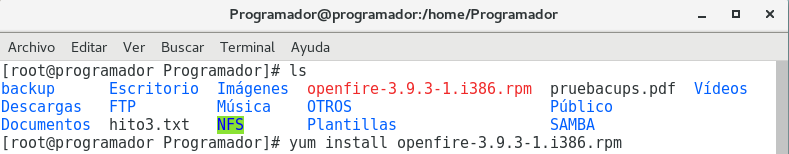 Programador@programador:/home/Programador
Archivo Editar Ver Buscar Terminal Ayuda
[root@programador Programador]# ls
backup Escritorio Imágenes openfire-3.9.3-1.i386.rpm pruebacups.pdf Vídeos
Descargas FTP Música OTROS Público
Documentos hito3.txt NFS Plantillas SAMBA
[root@programador Programador]# yum install openfire-3.9.3-1.i386.rpm